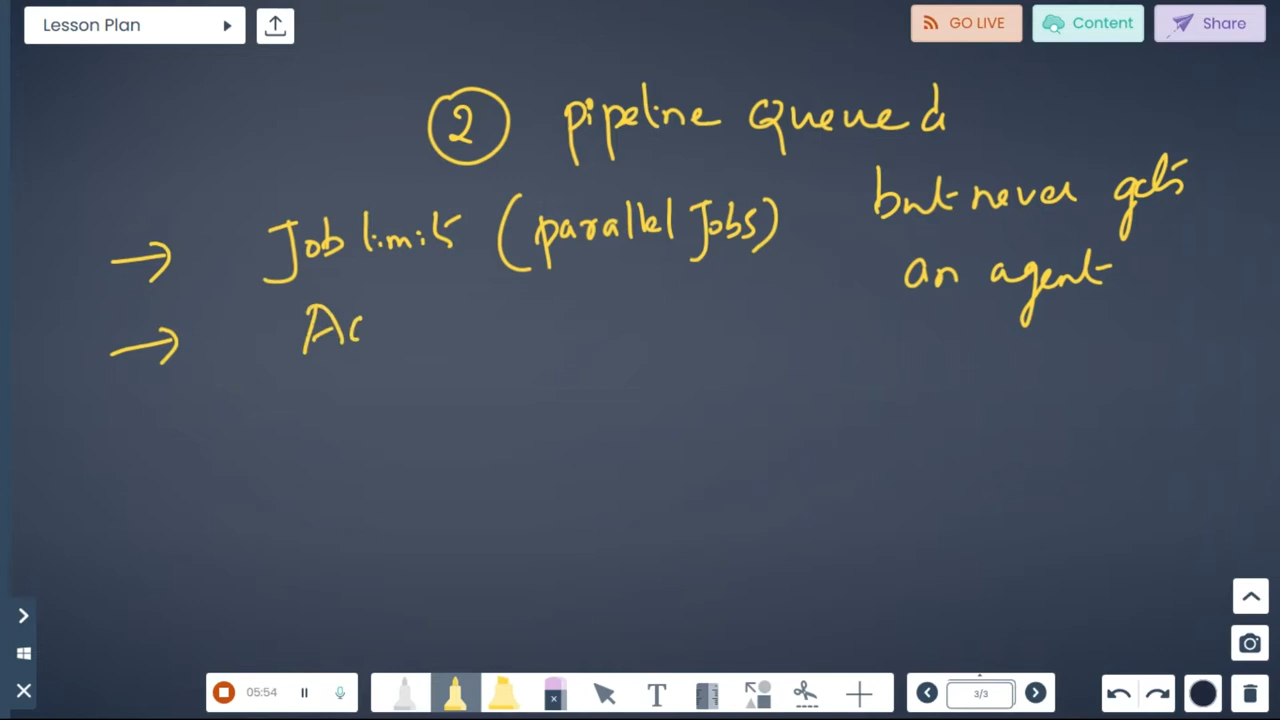 Lesson Plan
GO LIVE
Content
Share
② pipeline Queued
but never gets
an agent
→ Job limits (parallel Jobs)
→ Ac
05:54
T
3/3